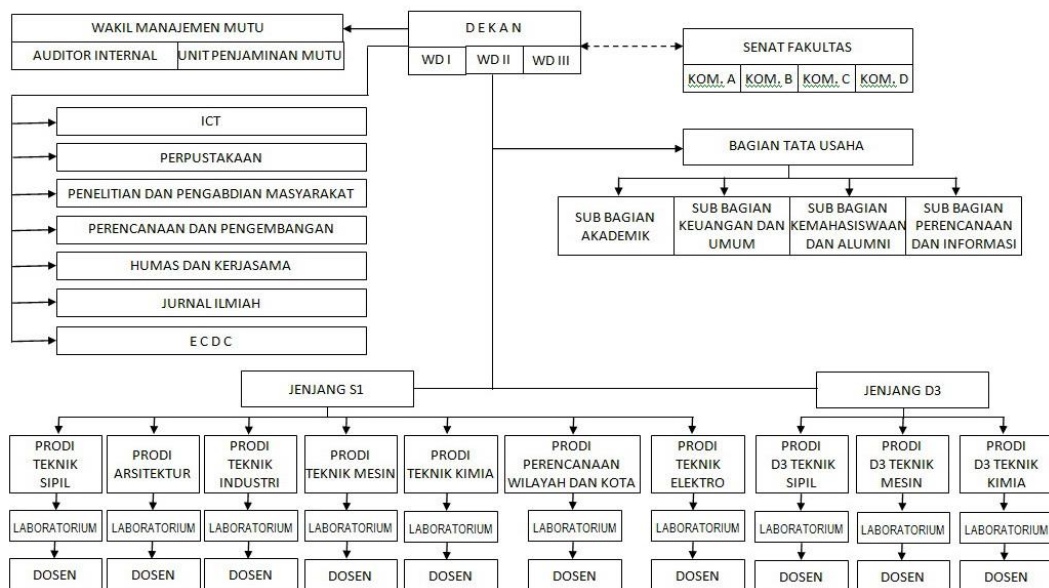 WAKIL MANAJEMEN MUTU
AUDITOR INTERNAL
UNIT PENJAMINAN MUTU
D E K A N
WD I
WD II
WD III
SENAT FAKULTAS
KOM. A
KOM. B
KOM. C
KOM. D
ICT
PERPUSTAKAAN
PENELITIAN DAN PENGABDIAN MASYARAKAT
PERENCANAAN DAN PENGEMBANGAN
HUMAS DAN KERJASAMA
JURNAL ILMIAH
E C D C
BAGIAN TATA USAHA
SUB BAGIAN
AKADEMIK
SUB BAGIAN
KEUANGAN DAN
UMUM
SUB BAGIAN
KEMAHASISWAAN
DAN ALUMNI
SUB BAGIAN
PERENCANAAN
DAN INFORMASI
JENJANG S1
JENJANG D3
PRODI
TEKNIK
SIPIL
PRODI
ARSITEKTUR
PRODI
TEKNIK
INDUSTRI
PRODI
TEKNIK MESIN
PRODI
TEKNIK KIMIA
PRODI
PERENCANAAN
WILAYAH DAN KOTA
PRODI
TEKNIK
ELEKTRO
PRODI
D3 TEKNIK
SIPIL
PRODI
D3 TEKNIK
MESIN
PRODI
D3 TEKNIK
KIMIA
LABORATORIUM
LABORATORIUM
LABORATORIUM
LABORATORIUM
LABORATORIUM
LABORATORIUM
LABORATORIUM
LABORATORIUM
LABORATORIUM
LABORATORIUM
DOSEN
DOSEN
DOSEN
DOSEN
DOSEN
DOSEN
DOSEN
DOSEN
DOSEN
DOSEN